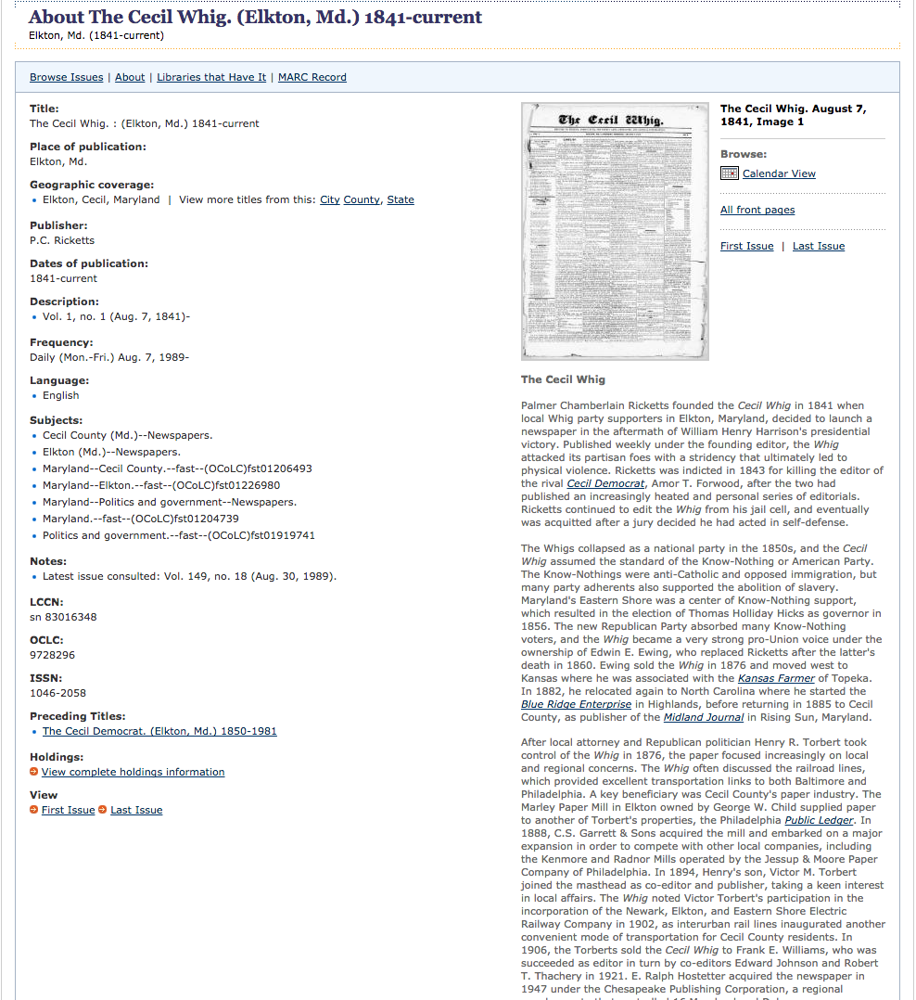 About The Cecil Whig. (Elkton, Md.) 1841-current
Elkton, Md. (1841-current)
Browse Issues | About | Libraries that Have It | MARC Record
Title:
The Cecil Whig. : (Elkton, Md.) 1841-current
Place of publication:
Elkton, Md.
Geographic coverage:
Elkton, Cecil, Maryland | View more titles from this: City County, State
Publisher:
P.C. Ricketts
Dates of publication:
1841-current
Description:
Vol. 1, no. 1 (Aug. 7, 1841)-
Frequency:
Daily (Mon.-Fri.) Aug. 7, 1989-
Language:
English
Subjects:
Cecil County (Md.)--Newspapers.
Elkton (Md.)--Newspapers.
Maryland--Cecil County.--fast--(OCoLC)fst01206493
Maryland--Elkton.--fast--(OCoLC)fst01226980
Maryland--Politics and government--Newspapers.
Maryland.--fast--(OCoLC)fst01204739
Politics and government.--fast--(OCoLC)fst01919741
Notes:
Latest issue consulted: Vol. 149, no. 18 (Aug. 30, 1989).
LCCN:
sn 83016348
OCLC:
9728296
ISSN:
1046-2058
Preceding Titles:
The Cecil Democrat. (Elkton, Md.) 1850-1981
Holdings:
View complete holdings information
View
First Issue Last Issue
The Cecil Whig.
The Cecil Whig. August 7,
1841, Image 1
Browse:
Calendar View
All front pages
First Issue | Last Issue
The Cecil Whig
Palmer Chamberlain Ricketts founded the Cecil Whig in 1841 when
local Whig party supporters in Elkton, Maryland, decided to launch a
newspaper in the aftermath of William Henry Harrison's presidential
victory. Published weekly under the founding editor, the Whig
attacked its partisan foes with a stridency that ultimately led to
physical violence. Ricketts was indicted in 1843 for killing the editor of
the rival Cecil Democrat, Amor T. Forwood, after the two had
published an increasingly heated and personal series of editorials.
Ricketts continued to edit the Whig from his jail cell, and eventually
was acquitted after a jury decided he had acted in self-defense.
The Whigs collapsed as a national party in the 1850s, and the Cecil
Whig assumed the standard of the Know-Nothing or American Party.
The Know-Nothings were anti-Catholic and opposed immigration, but
many party adherents also supported the abolition of slavery.
Maryland's Eastern Shore was a center of Know-Nothing support,
which resulted in the election of Thomas Holliday Hicks as governor in
1856. The new Republican Party absorbed many Know-Nothing
voters, and the Whig became a very strong pro-Union voice under the
ownership of Edwin E. Ewing, who replaced Ricketts after the latter's
death in 1860. Ewing sold the Whig in 1876 and moved west to
Kansas where he was associated with the Kansas Farmer of Topeka.
In 1882, he relocated again to North Carolina where he started the
Blue Ridge Enterprise in Highlands, before returning in 1885 to Cecil
County, as publisher of the Midland Journal in Rising Sun, Maryland.
After local attorney and Republican politician Henry R. Torbert took
control of the Whig in 1876, the paper focused increasingly on local
and regional concerns. The Whig often discussed the railroad lines,
which provided excellent transportation links to both Baltimore and
Philadelphia. A key beneficiary was Cecil County's paper industry. The
Marley Paper Mill in Elkton owned by George W. Child supplied paper
to another of Torbert's properties, the Philadelphia Public Ledger. In
1888, C.S. Garrett & Sons acquired the mill and embarked on a major
expansion in order to compete with other local companies, including
the Kenmore and Radnor Mills operated by the Jessup & Moore Paper
Company of Philadelphia. In 1894, Henry's son, Victor M. Torbert
joined the masthead as co-editor and publisher, taking a keen interest
in local affairs. The Whig noted Victor Torbert's participation in the
incorporation of the Newark, Elkton, and Eastern Shore Electric
Railway Company in 1902, as interurban rail lines inaugurated another
convenient mode of transportation for Cecil County residents. In
1906, the Torberts sold the Cecil Whig to Frank E. Williams, who was
succeeded as editor in turn by co-editors Edward Johnson and Robert
T. Thachery in 1921. E. Ralph Hostetter acquired the newspaper in
1947 under the Chesapeake Publishing Corporation, a regional